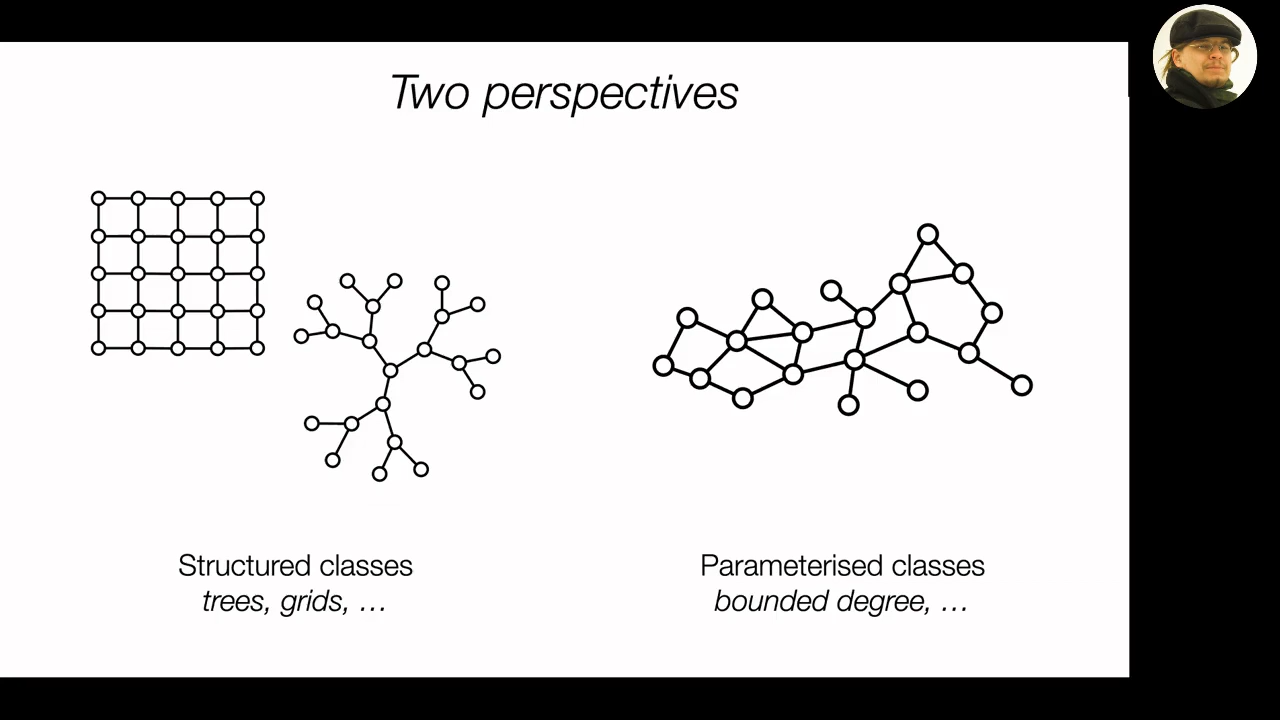 Two perspectives
Structured classes
trees, grids, …
Parameterised classes
bounded degree, …